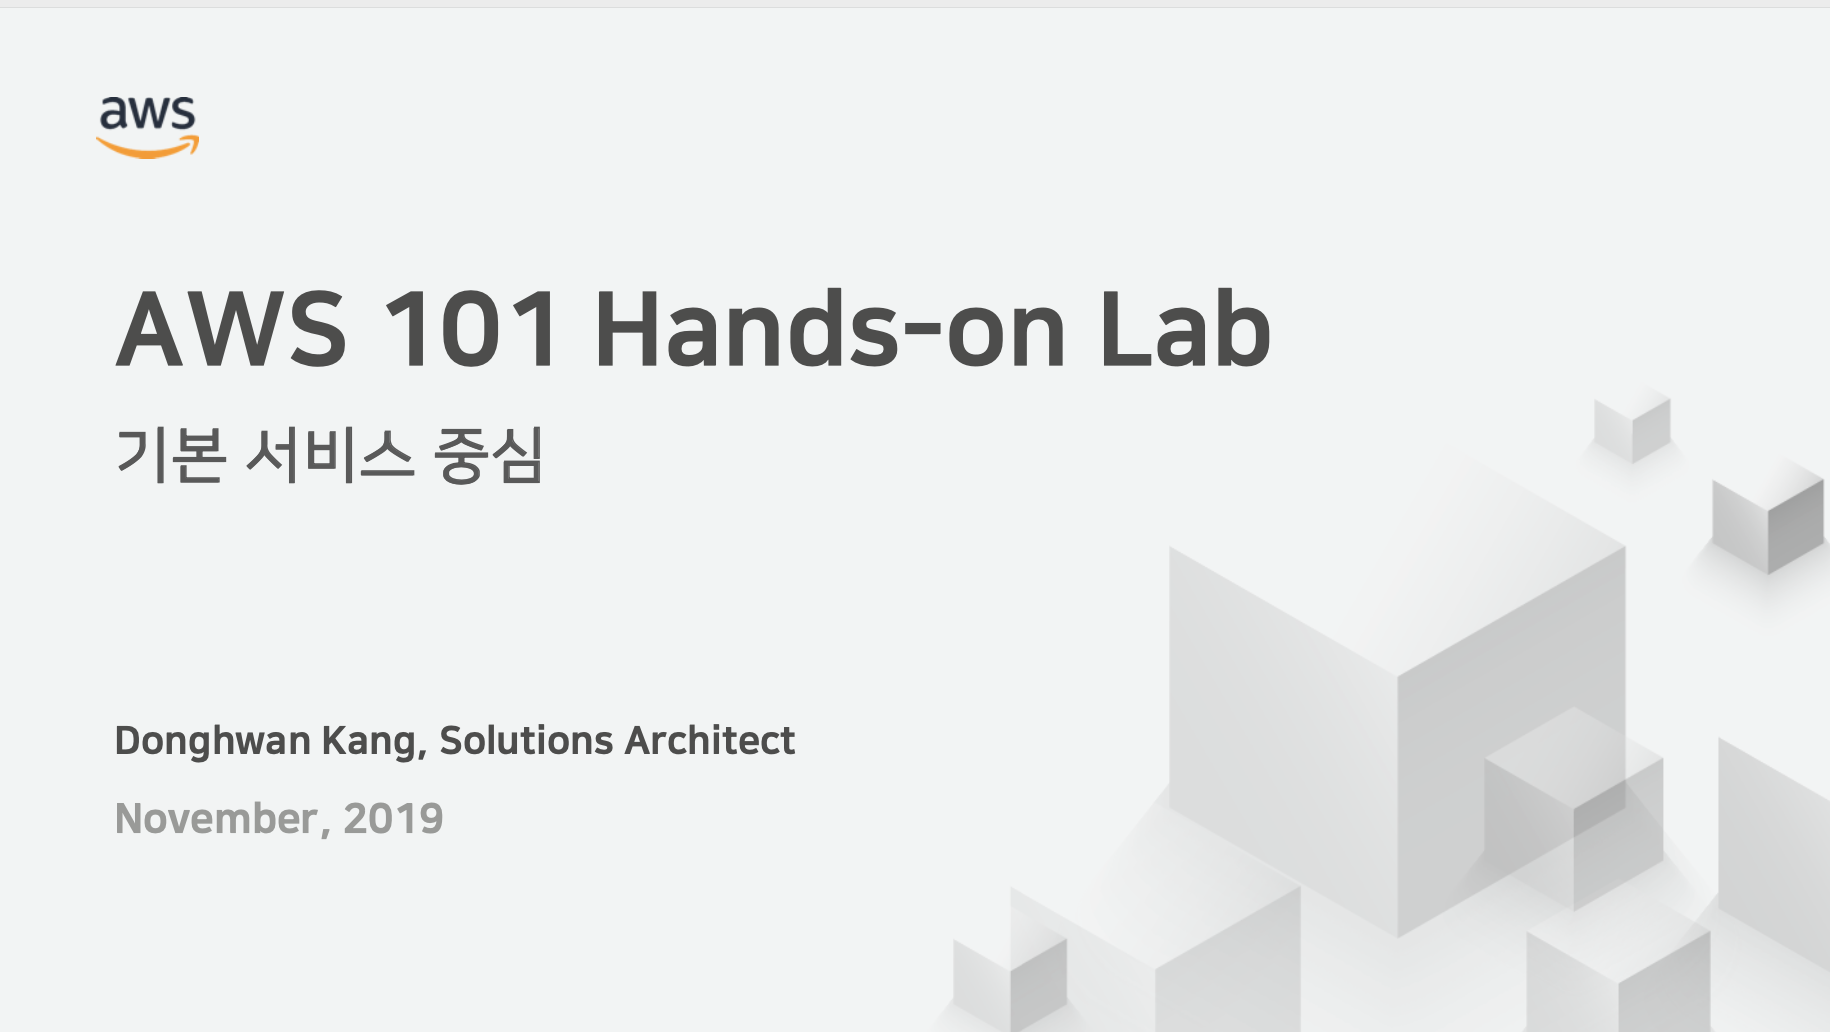 aws
AWS 101 Hands-on Lab
기본 서비스 중심
Donghwan Kang, Solutions Architect
November, 2019